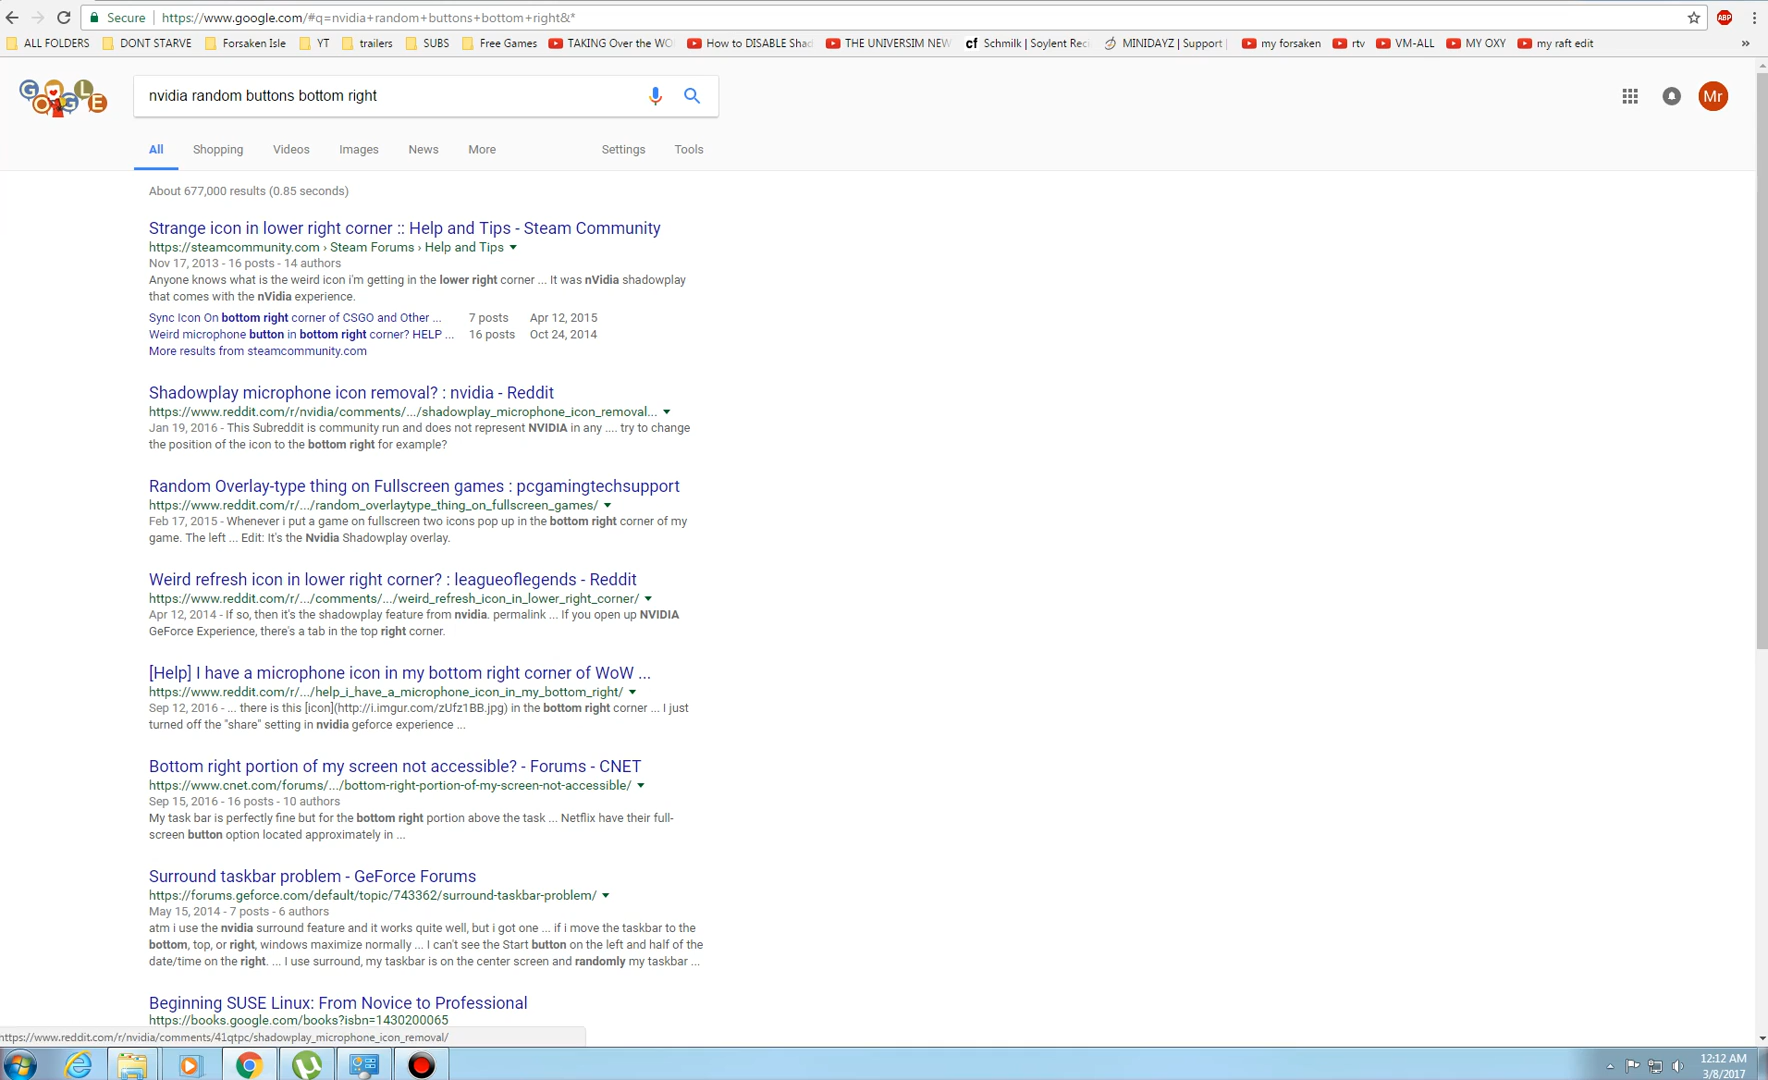 Secure
https://www.google.com/#q=nvidia+random+buttons+bottom+right&*
ABP
ALL FOLDERS
DONT STARVE
Forsaken Isle
YT
trailers
SUBS
Free Games
TAKING Over the WO
How to DISABLE Shad
THE UNIVERSIM NEW
cf Schmilk | Soylent Reci
MINIDAYZ | Support
my forsaken
rtv
VM-ALL
MY OXY
my raft edit
»
GOOGLE
nvidia random buttons bottom right
Mr
All Shopping Videos Images News More Settings Tools
About 677,000 results (0.85 seconds)
Strange icon in lower right corner :: Help and Tips - Steam Community
https://steamcommunity.com › Steam Forums › Help and Tips
Nov 17, 2013 - 16 posts - 14 authors
Anyone knows what is the weird icon i'm getting in the lower right corner ... It was nVidia shadowplay
that comes with the nVidia experience.
Sync Icon On bottom right corner of CSGO and Other ... 7 posts Apr 12, 2015
Weird microphone button in bottom right corner? HELP ... 16 posts Oct 24, 2014
More results from steamcommunity.com
Shadowplay microphone icon removal? : nvidia - Reddit
https://www.reddit.com/r/nvidia/comments/.../shadowplay_microphone_icon_removal...
Jan 19, 2016 - This Subreddit is community run and does not represent NVIDIA in any .... try to change
the position of the icon to the bottom right for example?
Random Overlay-type thing on Fullscreen games : pcgamingtechsupport
https://www.reddit.com/r/.../random_overlaytype_thing_on_fullscreen_games/
Feb 17, 2015 - Whenever i put a game on fullscreen two icons pop up in the bottom right corner of my
game. The left ... Edit: It's the Nvidia Shadowplay overlay.
Weird refresh icon in lower right corner? : leagueoflegends - Reddit
https://www.reddit.com/r/.../comments/.../weird_refresh_icon_in_lower_right_corner/
Apr 12, 2014 - If so, then it's the shadowplay feature from nvidia. permalink ... If you open up NVIDIA
GeForce Experience, there's a tab in the top right corner.
[Help] I have a microphone icon in my bottom right corner of WoW ...
https://www.reddit.com/r/.../help_i_have_a_microphone_icon_in_my_bottom_right/
Sep 12, 2016 - ... there is this [icon](http://i.imgur.com/zUfz1BB.jpg) in the bottom right corner ... I just
turned off the "share" setting in nvidia geforce experience ...
Bottom right portion of my screen not accessible? - Forums - CNET
https://www.cnet.com/forums/.../bottom-right-portion-of-my-screen-not-accessible/
Sep 15, 2016 - 16 posts - 10 authors
My task bar is perfectly fine but for the bottom right portion above the task ... Netflix have their full-
screen button option located approximately in ...
Surround taskbar problem - GeForce Forums
https://forums.geforce.com/default/topic/743362/surround-taskbar-problem/
May 15, 2014 - 7 posts - 6 authors
atm i use the nvidia surround feature and it works quite well, but i got one ... if i move the taskbar to the
bottom, top, or right, windows maximize normally ... I can't see the Start button on the left and half of the
date/time on the right. ... I use surround, my taskbar is on the center screen and randomly my taskbar ...
Beginning SUSE Linux: From Novice to Professional
https://books.google.com/books?isbn=1430200065
https://www.reddit.com/r/nvidia/comments/41qtpc/shadowplay_microphone_icon_removal/
12:12 AM
3/8/2017